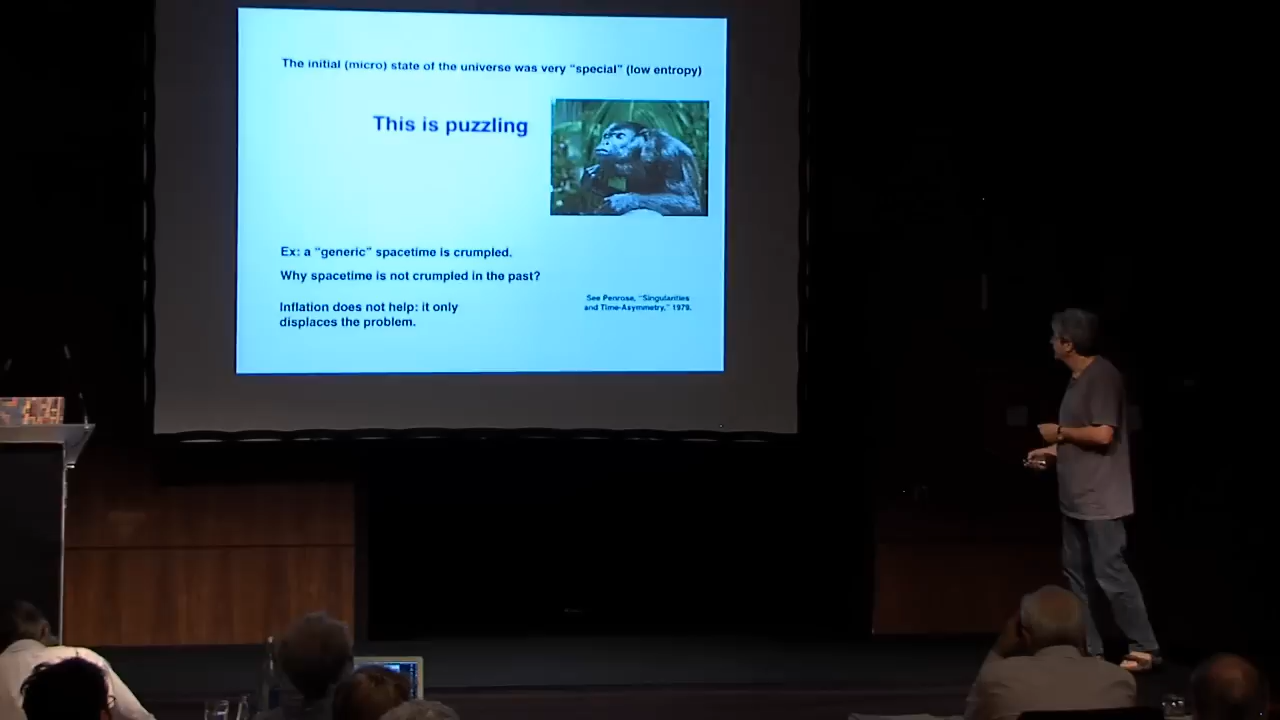 The initial (micro) state of the universe was very “special” (low entropy)
This is puzzling
Ex: a “generic” spacetime is crumpled.
Why spacetime is not crumpled in the past?
Inflation does not help: it only
displaces the problem.
See Penrose, “Singularities
and Time-Asymmetry,” 1979.